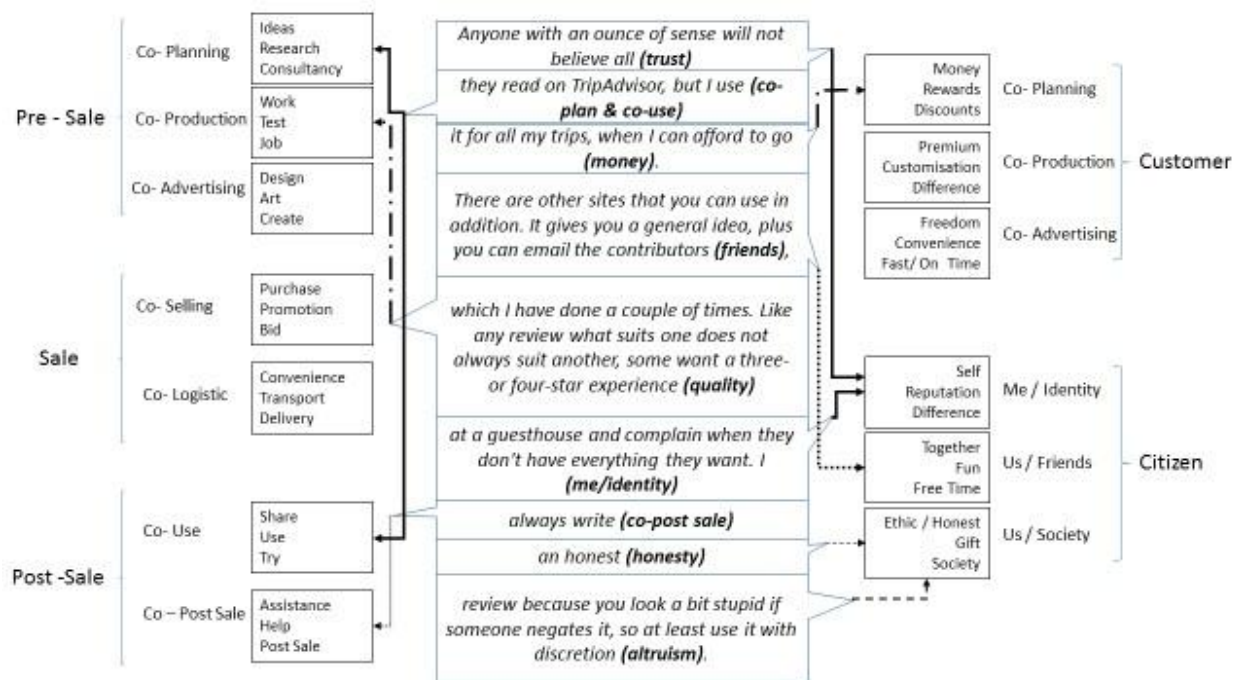 Pre - Sale
Co- Planning
Ideas
Research
Consultancy
Co- Production
Work
Test
Job
Co- Advertising
Design
Art
Create
Sale
Co- Selling
Purchase
Promotion
Bid
Co- Logistic
Convenience
Transport
Delivery
Post -Sale
Co- Use
Share
Use
Try
Co – Post Sale
Assistance
Help
Post Sale
Anyone with an ounce of sense will not
believe all (trust)
they read on TripAdvisor, but I use (co-
plan & co-use)
it for all my trips, when I can afford to go
(money).
There are other sites that you can use in
addition. It gives you a general idea, plus
you can email the contributors (friends),
which I have done a couple of times. Like
any review what suits one does not
always suit another, some want a three-
or four-star experience (quality)
at a guesthouse and complain when they
don't have everything they want. I
(me/identity)
always write (co-post sale)
an honest (honesty)
review because you look a bit stupid if
someone negates it, so at least use it with
discretion (altruism).
Money
Rewards
Discounts
Co- Planning
Premium
Customisation
Difference
Co- Production
Freedom
Convenience
Fast/ On Time
Co- Advertising
Customer
Self
Reputation
Difference
Me / Identity
Together
Fun
Free Time
Us / Friends
Ethic / Honest
Gift
Society
Us / Society
Citizen